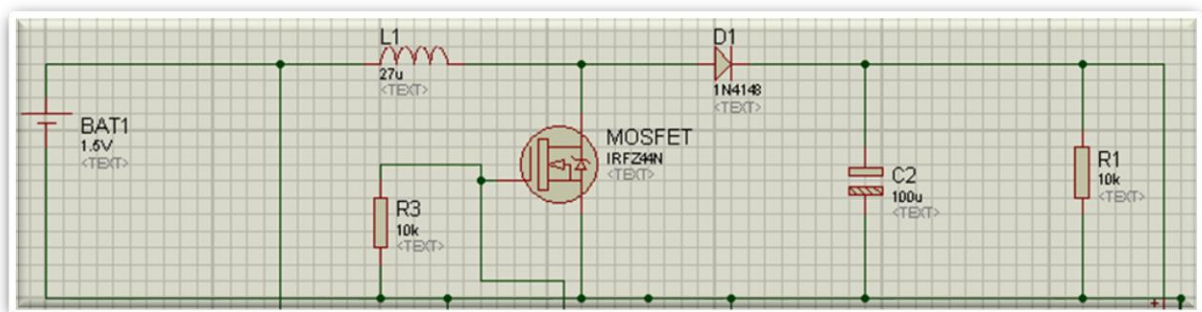 L1
27u
<TEXT>
D1
1N4148
<TEXT>
BAT1
1.5V
<TEXT>
MOSFET
IRFZ44N
<TEXT>
R3
10k
<TEXT>
C2
100u
<TEXT>
R1
10k
<TEXT>
+